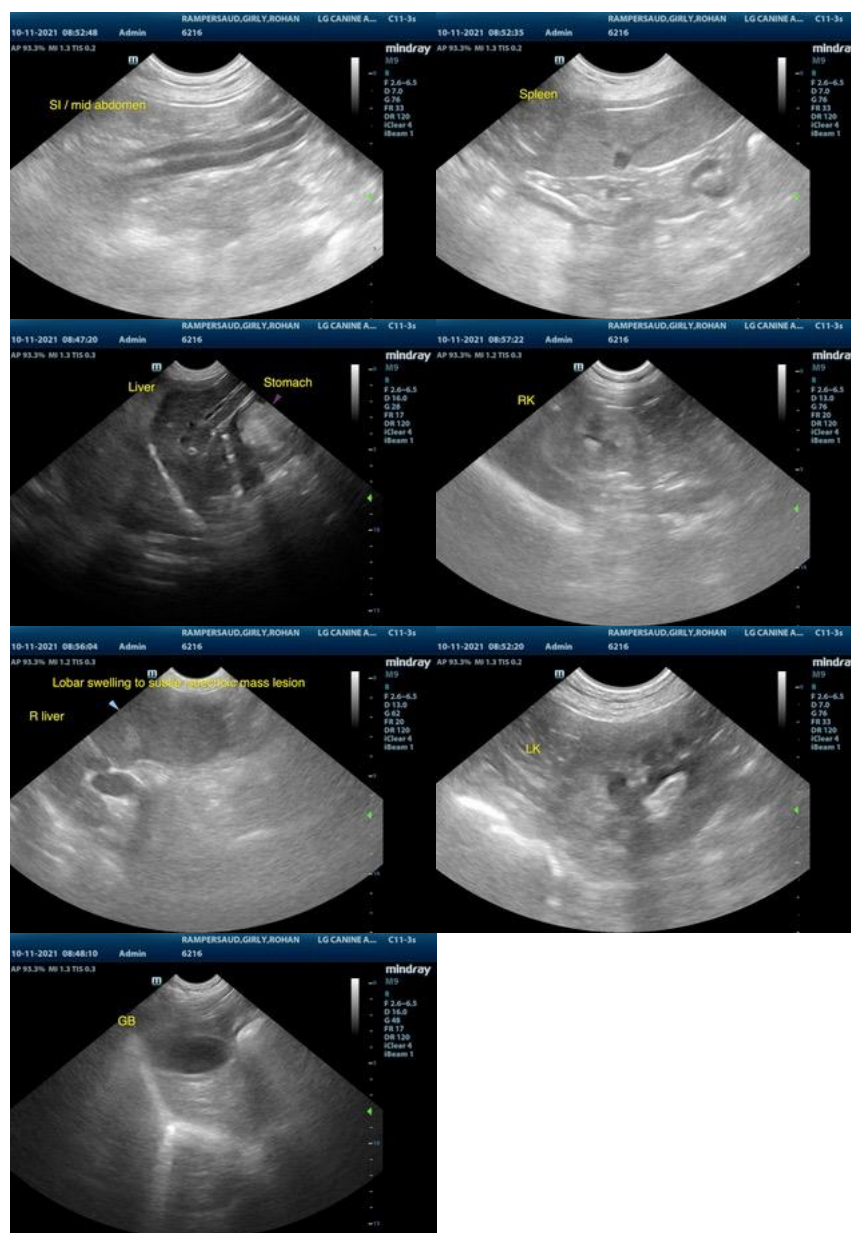 RAMPERSAUD,GIRLY,ROHAN LG CANINE A... C11-3s
10-11-2021 08:52:48 Admin 6216
AP 93.3% MI 1.3 TIS 0.2
mindray
M9
B
F 2.6-6.5
D 7.0
G 76
FR 33
DR 120
iClear 4
iBeam 1
SI / mid abdomen
RAMPERSAUD,GIRLY,ROHAN LG CANINE A... C11-3s
10-11-2021 08:52:35 Admin 6216
AP 93.3% MI 1.3 TIS 0.2
mindray
M9
B
F 2.6-6.5
D 7.0
G 76
FR 33
DR 120
iClear 4
iBeam 1
Spleen
RAMPERSAUD,GIRLY,ROHAN LG CANINE A... C11-3s
10-11-2021 08:47:20 Admin 6216
AP 93.3% MI 1.3 TIS 0.3
mindray
M9
B
F 2.6-6.5
D 16.0
G 28
FR 17
DR 120
iClear 4
iBeam 1
Liver
Stomach
10
15
RAMPERSAUD,GIRLY,ROHAN LG CANINE A... C11-3s
10-11-2021 08:57:22 Admin 6216
AP 93.3% MI 1.2 TIS 0.3
mindray
M9
B
F 2.6-6.5
D 13.0
G 76
FR 20
DR 120
iClear 4
iBeam 1
RK
RAMPERSAUD,GIRLY,ROHAN LG CANINE A... C11-3s
10-11-2021 08:56:04 Admin 6216
AP 93.3% MI 1.2 TIS 0.3
mindray
M9
B
F 2.6-6.5
D 13.0
G 62
FR 20
DR 120
iClear 4
iBeam 1
Lobar swelling to subtle mass lesion
R liver
RAMPERSAUD,GIRLY,ROHAN LG CANINE A... C11-3s
10-11-2021 08:52:20 Admin 6216
AP 93.3% MI 1.3 TIS 0.2
mindray
M9
B
F 2.6-6.5
D 7.0
G 76
FR 33
DR 120
iClear 4
iBeam 1
LK
RAMPERSAUD,GIRLY,ROHAN LG CANINE A... C11-3s
10-11-2021 08:48:10 Admin 6216
AP 93.3% MI 1.3 TIS 0.3
mindray
M9
B
F 2.6-6.5
D 16.0
G 48
FR 17
DR 120
iClear 4
iBeam 1
GB
10
15